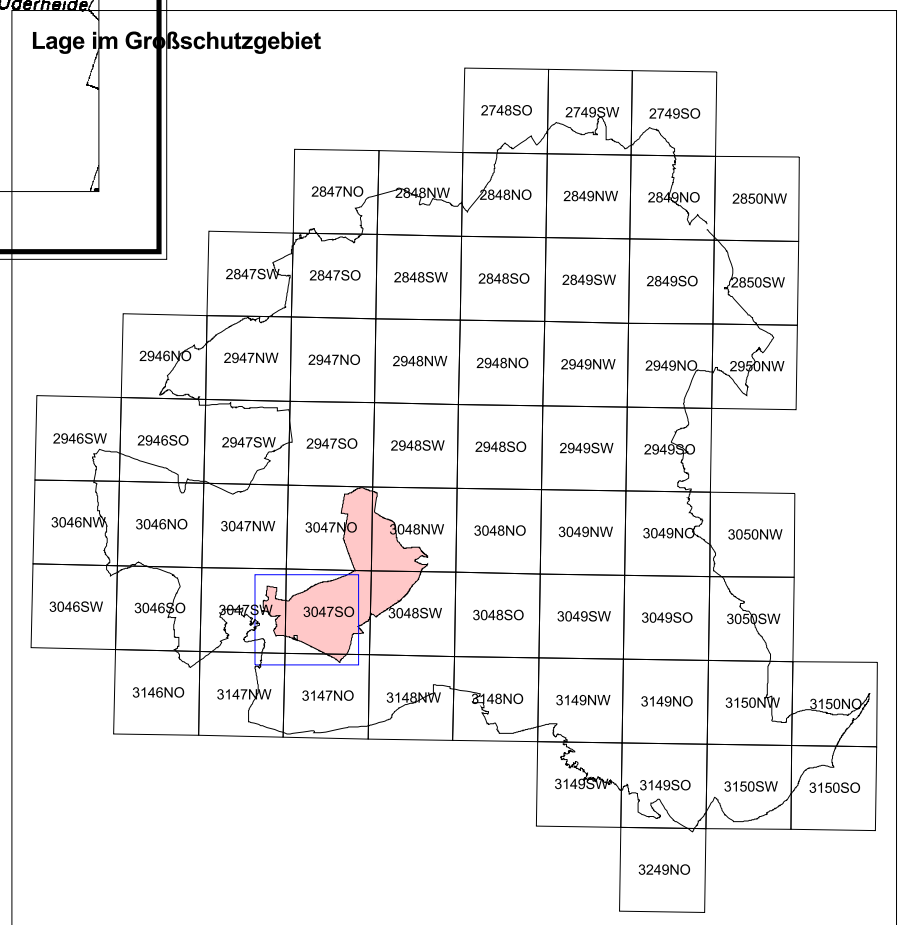 Uderheide/
Lage im Großschutzgebiet
2748SO 2749SW 2749SO
2847NO 2848NW 2848NO 2849NW 2849NO 2850NW
2847SW 2847SO 2848SW 2848SO 2849SW 2849SO 2850SW
2946NO 2947NW 2947NO 2948NW 2948NO 2949NW 2949NO 2950NW
2946SW 2946SO 2947SW 2947SO 2948SW 2948SO 2949SW 2949SO
3046NW 3046NO 3047NW 3047NO 3048NW 3048NO 3049NW 3049NO 3050NW
3046SW 3046SO 3047SW 3047SO 3048SW 3048SO 3049SW 3049SO 3050SW
3146NO 3147NW 3147NO 3148NW 3148NO 3149NW 3149NO 3150NW 3150NO
3149SW 3149SO 3150SW 3150SO
3249NO